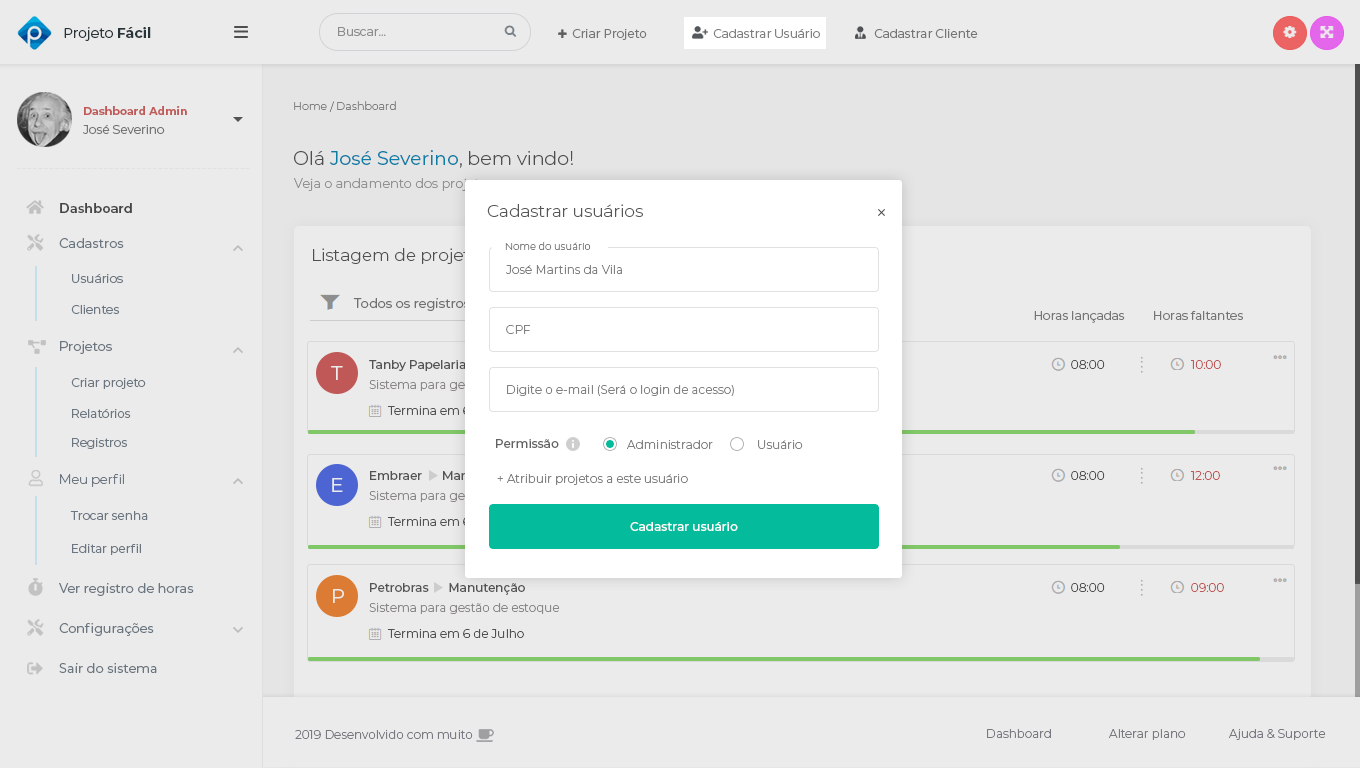 Projeto Fácil
Buscar...
Criar Projeto
Cadastrar Usuário
Cadastrar Cliente
Dashboard Admin
José Severino
Dashboard
Cadastros
Usuários
Clientes
Projetos
Criar projeto
Relatórios
Registros
Meu perfil
Trocar senha
Editar perfil
Ver registro de horas
Configurações
Sair do sistema
Home / Dashboard
Olá José Severino, bem vindo!
Veja o andamento dos proj
Listagem de projet
Todos os registros
Horas lançadas
Horas faltantes
T
Tanby Papelaria
Sistema para ge
Termina em 6
08:00
10:00
E
Embraer Man
Sistema para ge
Termina em 6
08:00
12:00
P
Petrobras Manutenção
Sistema para gestão de estoque
Termina em 6 de Julho
08:00
09:00
Cadastrar usuários
×
Nome do usuário
José Martins da Vila
CPF
Digite o e-mail (Será o login de acesso)
Permissão
Administrador
Usuário
+ Atribuir projetos a este usuário
Cadastrar usuário
2019 Desenvolvido com muito
Dashboard
Alterar plano
Ajuda & Suporte